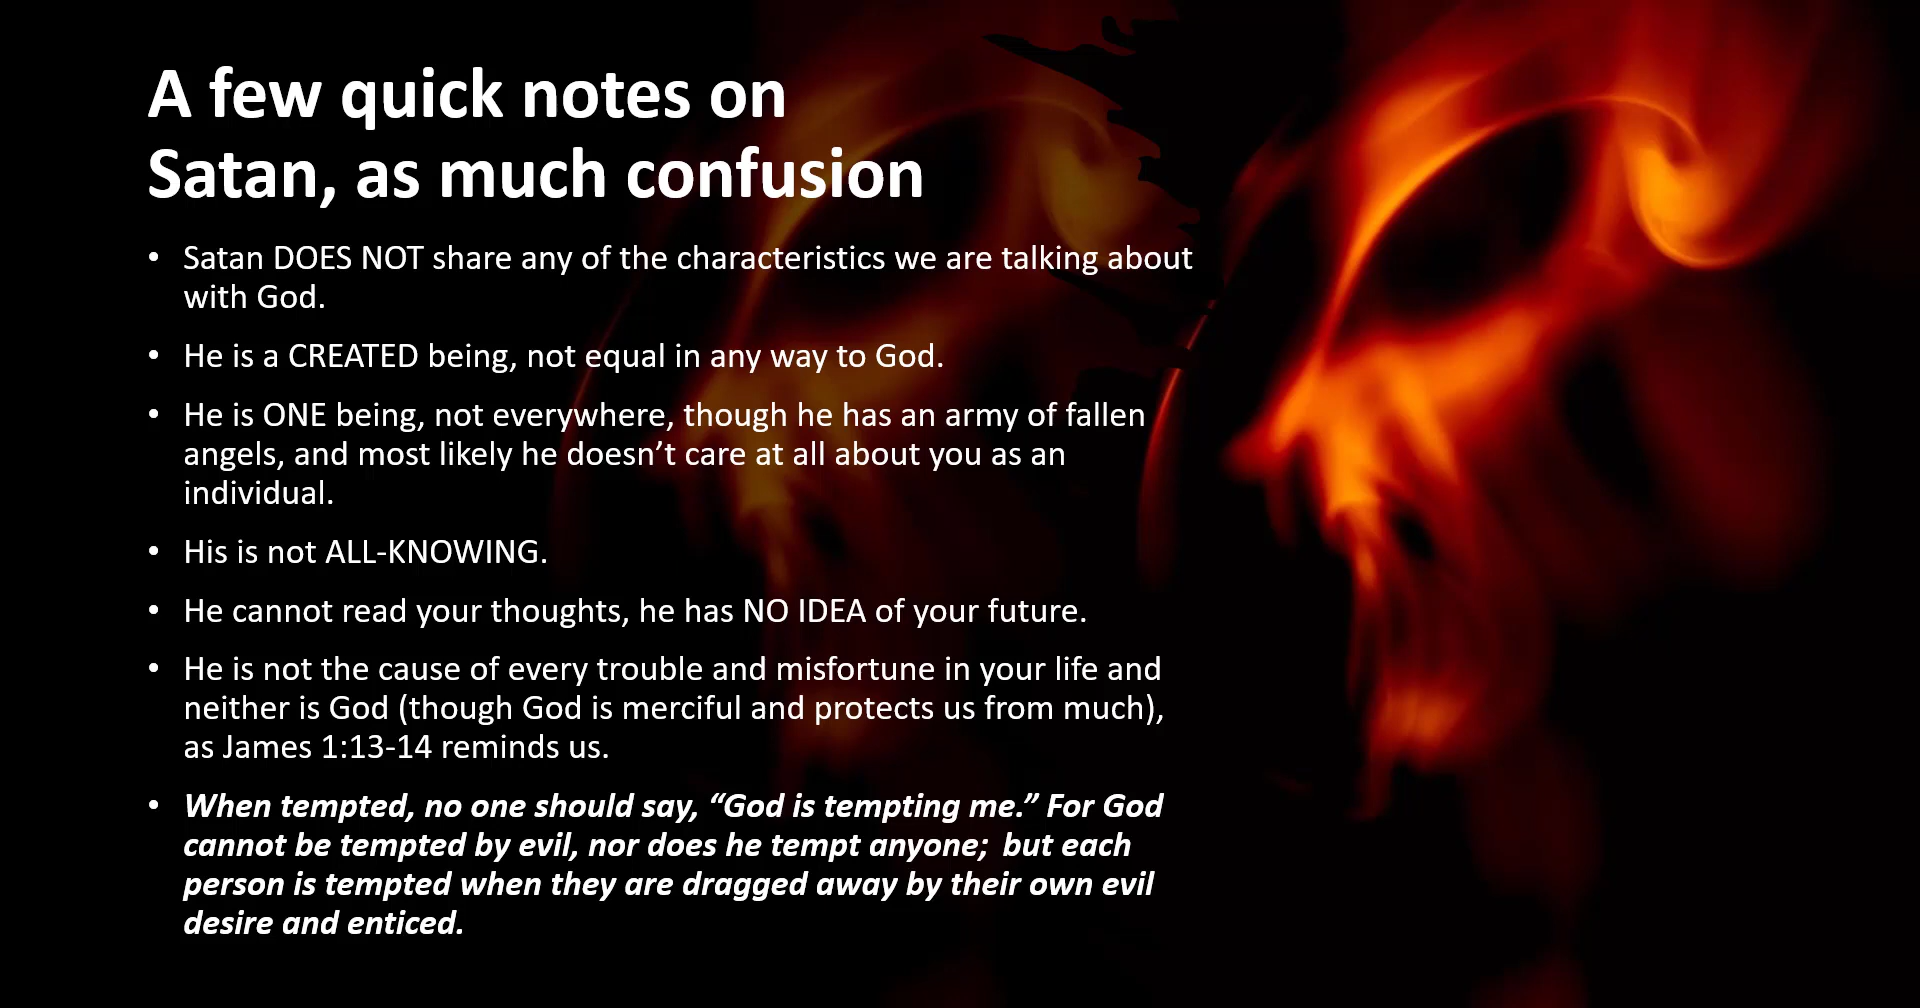 A few quick notes on
Satan, as much confusion
• Satan DOES NOT share any of the characteristics we are talking about
with God.
• He is a CREATED being, not equal in any way to God.
• He is ONE being, not everywhere, though he has an army of fallen
angels, and most likely he doesn’t care at all about you as an
individual.
• His is not ALL-KNOWING.
• He cannot read your thoughts, he has NO IDEA of your future.
• He is not the cause of every trouble and misfortune in your life and
neither is God (though God is merciful and protects us from much),
as James 1:13-14 reminds us.
• When tempted, no one should say, “God is tempting me.” For God
cannot be tempted by evil, nor does he tempt anyone;  but each
person is tempted when they are dragged away by their own evil
desire and enticed.